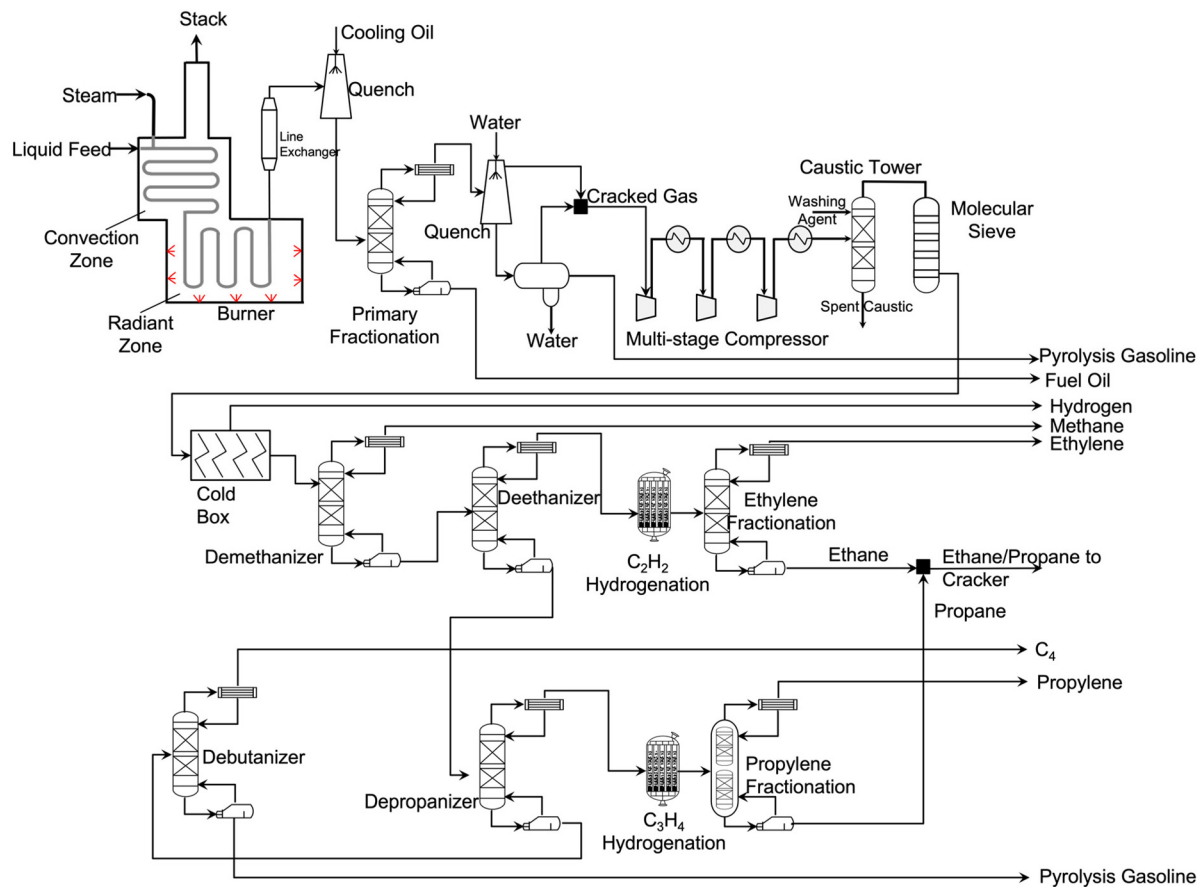 Stack
Cooling Oil
Steam
Quench
Liquid Feed
Line
Exchanger
Water
Caustic Tower
Cracked Gas
Washing
Agent
Molecular
Sieve
Convection
Zone
Quench
Radiant
Zone
Burner
Primary
Fractionation
Water
Multi-stage Compressor
Spent Caustic
Pyrolysis Gasoline
Fuel Oil
Hydrogen
Methane
Ethylene
Cold
Box
Demethanizer
Deethanizer
Ethylene
Fractionation
C₂H₂
Hydrogenation
Ethane
Ethane/Propane to
Cracker
Propane
C₄
Propylene
Debutanizer
Depropanizer
Propylene
Fractionation
C₃H₄
Hydrogenation
Pyrolysis Gasoline